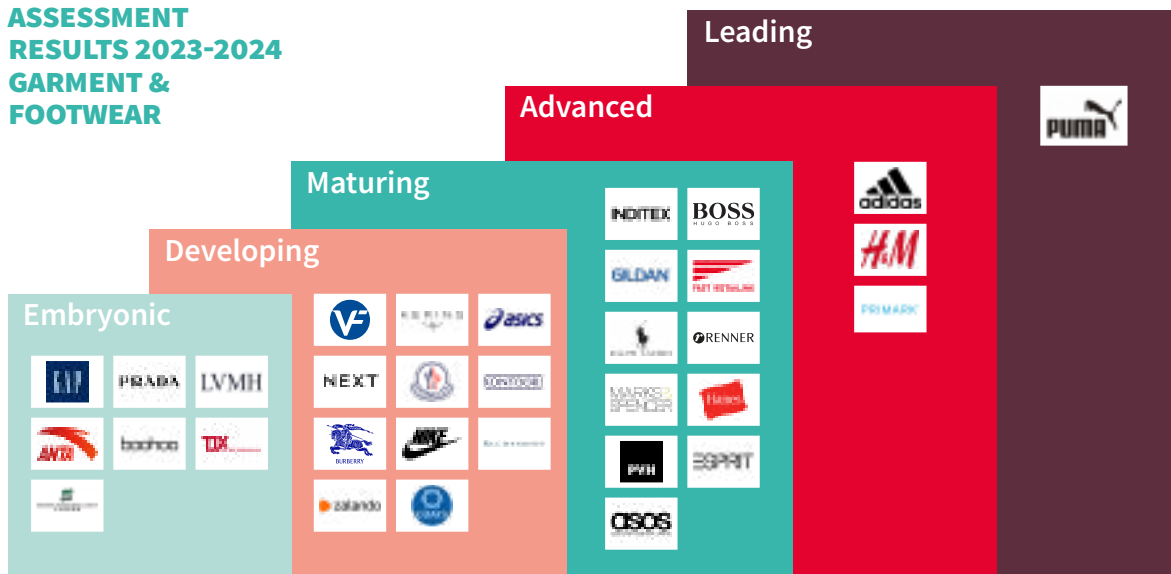 ASSESSMENT
RESULTS 2023-2024
GARMENT &
FOOTWEAR
Leading
PUMA
Advanced
adidas
H&M
PRIMARK
Maturing
INDITEX BOSS
HUGO BOSS
GILDAN FAST RETAILING
RALPH LAUREN RENNER
MARKS& Hanes
SPENCER
PVH ESPRIT
asos
Developing
VF KERING asics
NEXT
BURBERRY NIKE
zalando
Embryonic
GAP PRADA LVMH
ANTA boohoo TJX